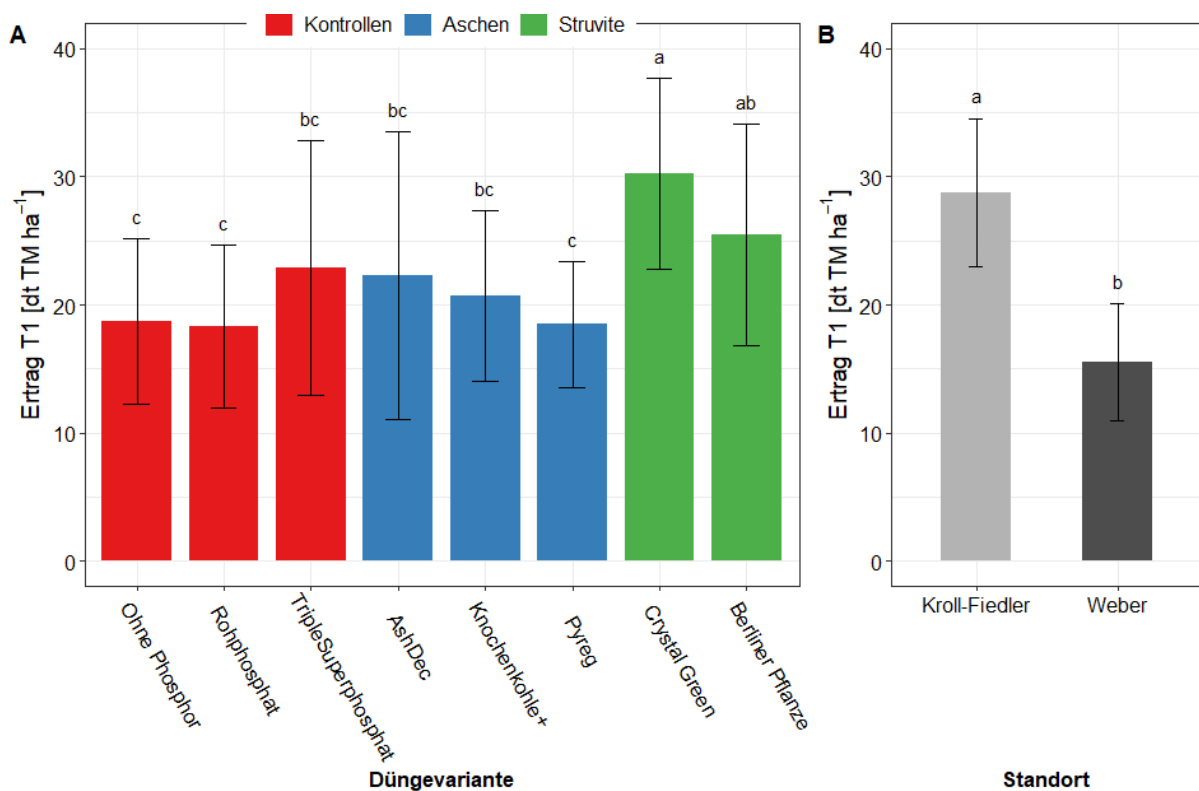 A
Kontrollen Aschen Struvite
B
Ertrag T1 [dt TM ha⁻¹]
40
30
20
10
0
c c bc bc bc c a ab
Ohne Phosphor
Rohphosphat
TripleSuperphosphat
AshDec
Knochenkohle+
Pyreg
Crystal Green
Berliner Pflanze
Düngevariante
Ertrag T1 [dt TM ha⁻¹]
40
30
20
10
0
a b
Kroll-Fiedler Weber
Standort